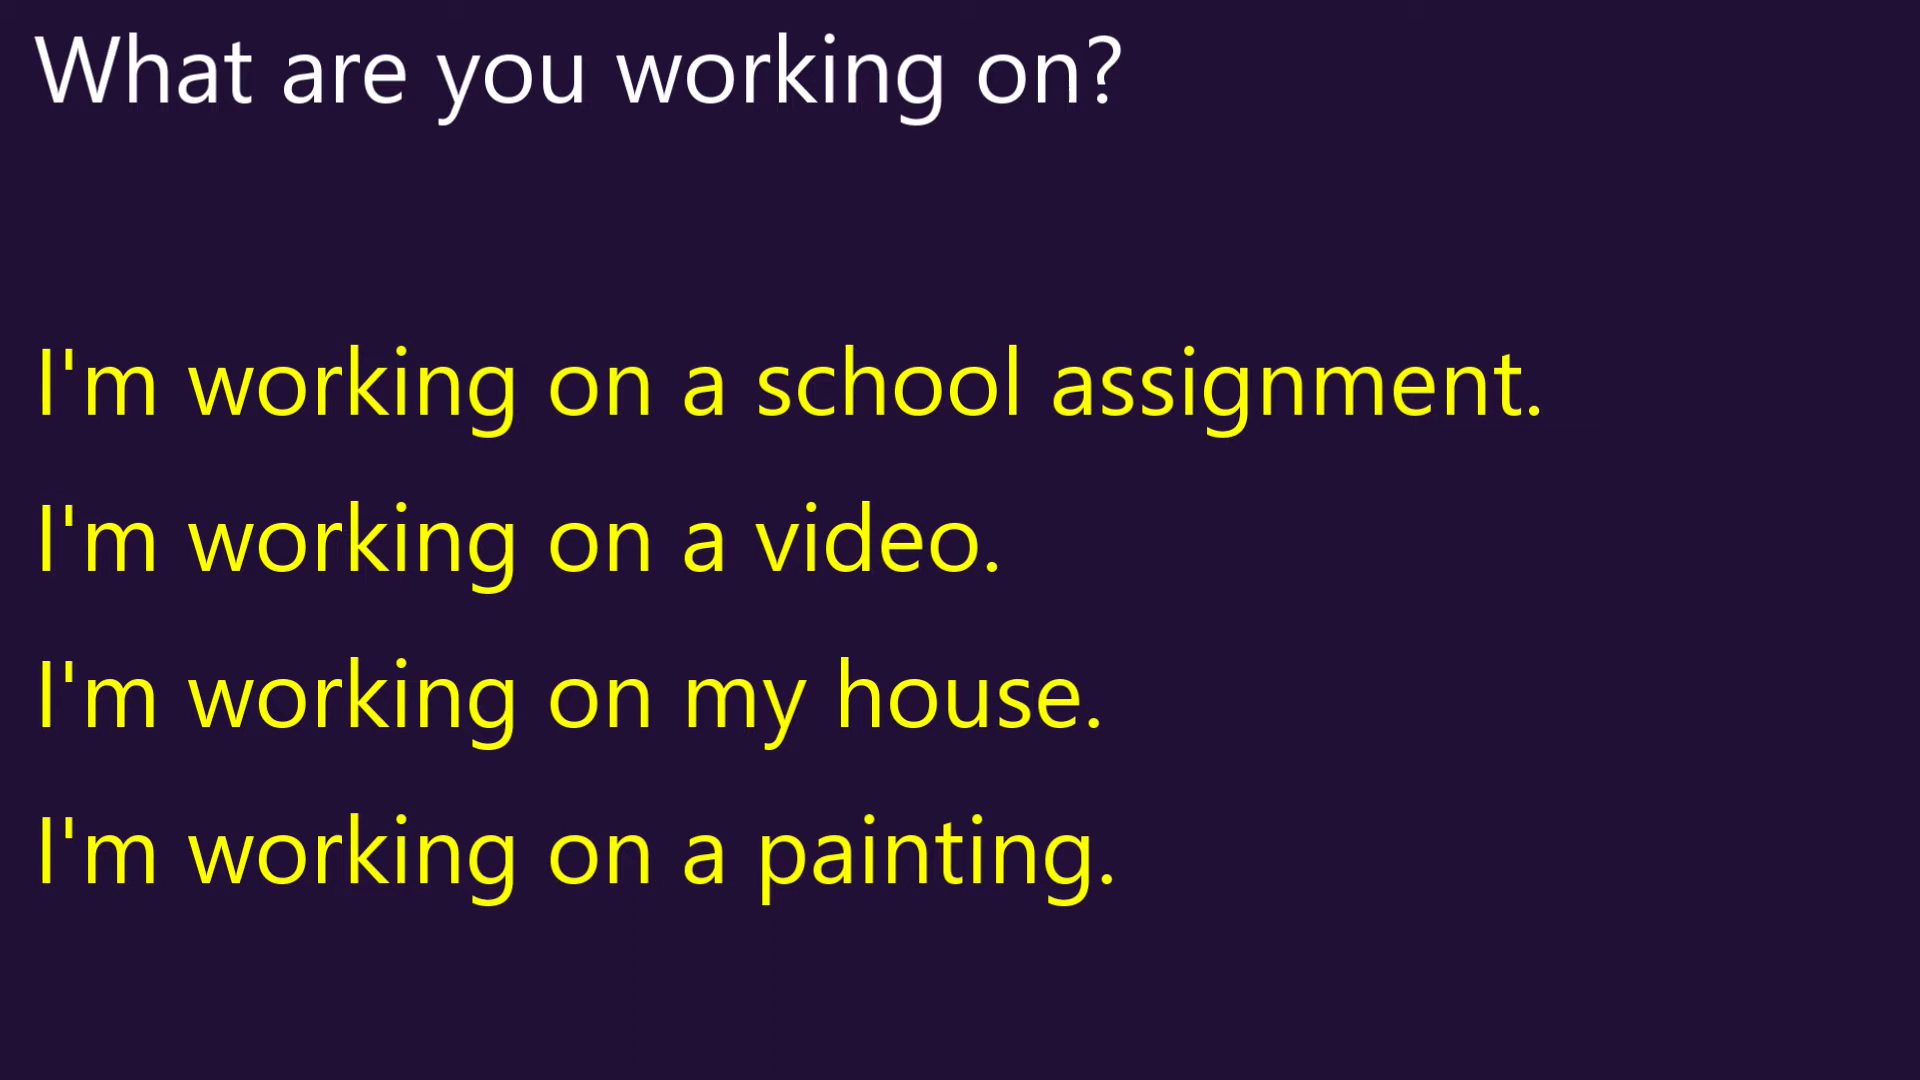 What are you working on?
I'm working on a school assignment.
I'm working on a video.
I'm working on my house.
I'm working on a painting.